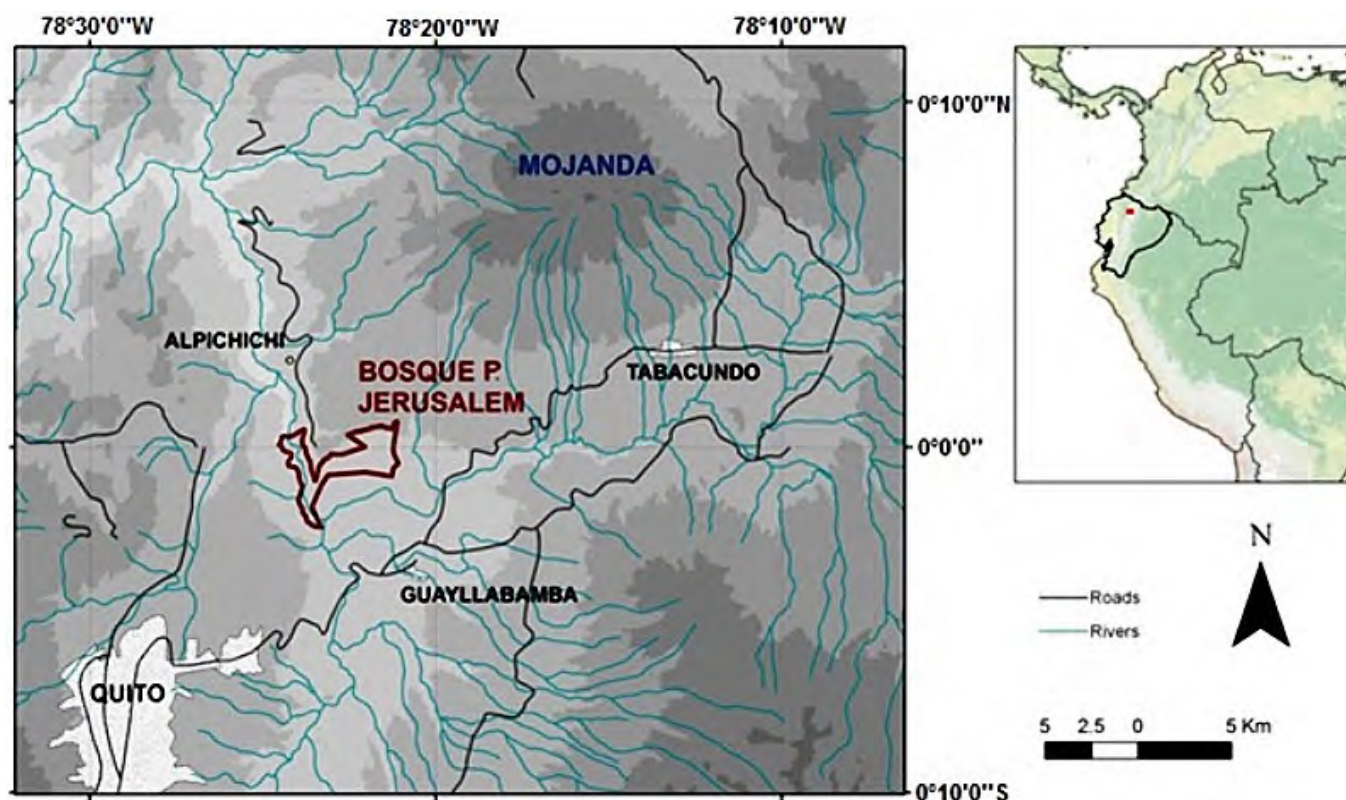 78°30'0''W
78°20'0''W
78°10'0''W
0°10'0''N
MOJANDA
ALPICHICHI
BOSQUE P.
JERUSALEM
TABACUNDO
0°0'0''
GUAYLLABAMBA
QUITO
0°10'0''S
N
Roads
Rivers
5 2.5 0 5 Km